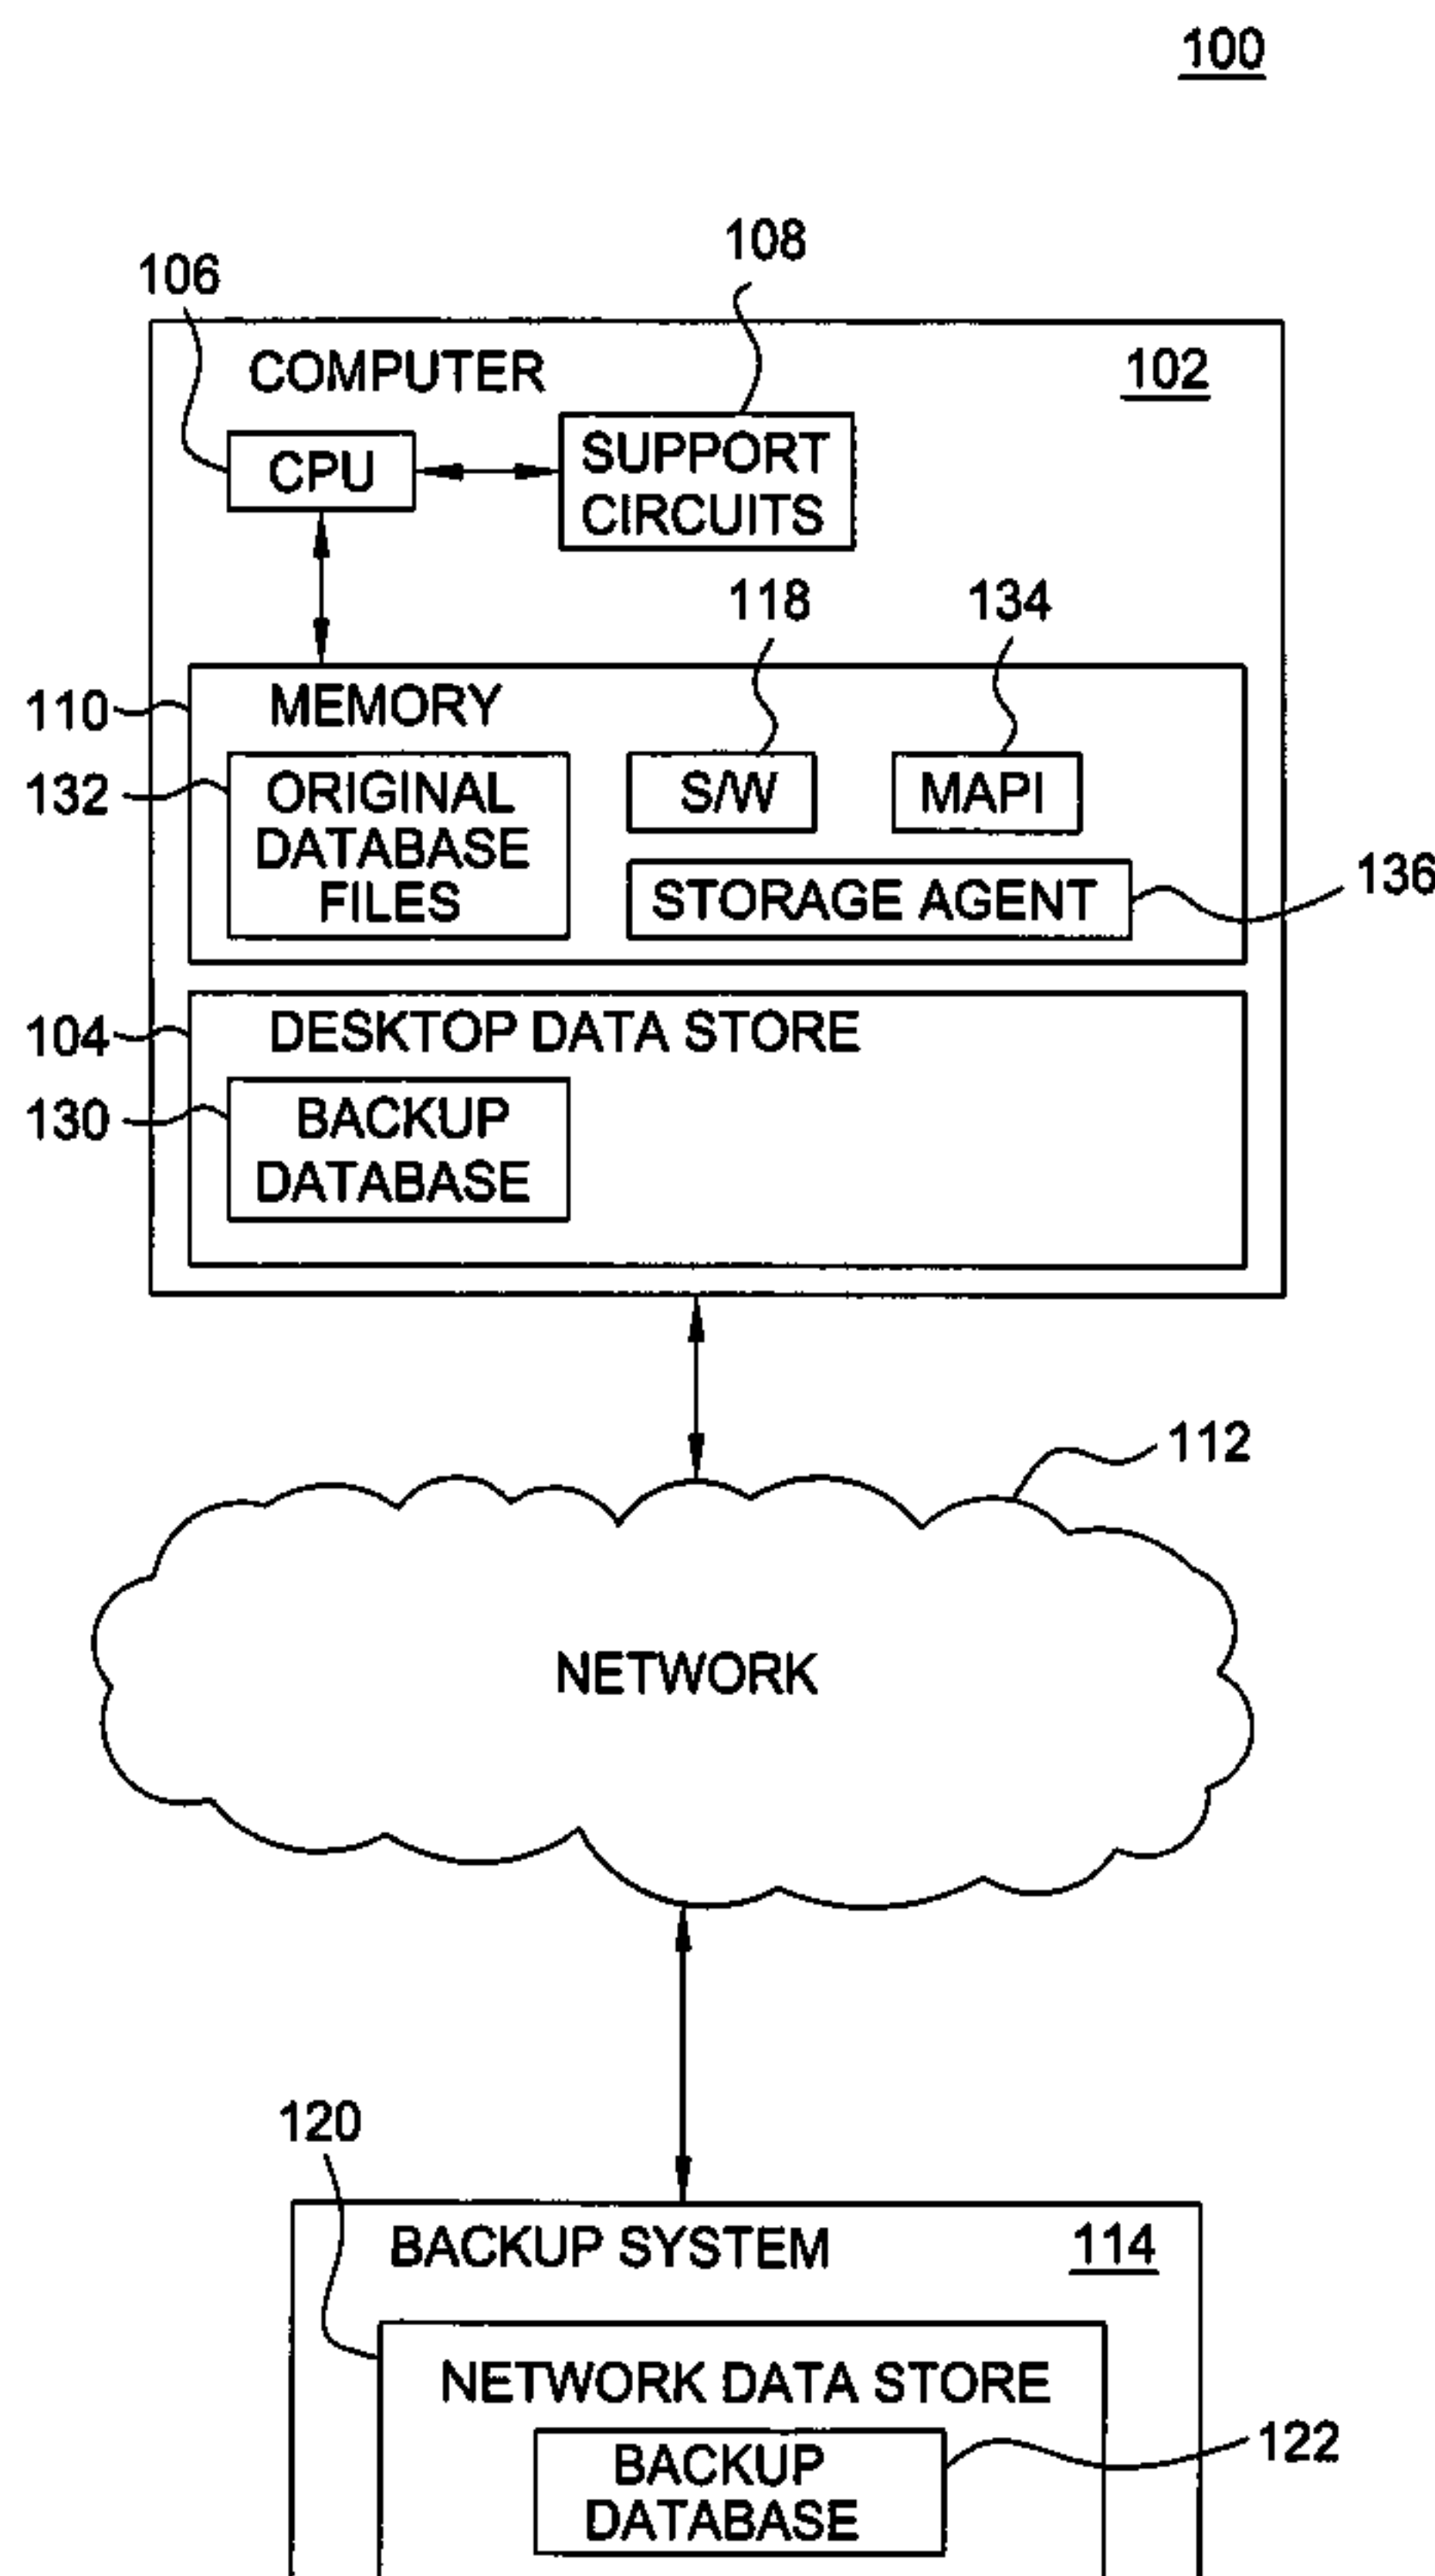 100
108
106
COMPUTER
102
CPU
SUPPORT
CIRCUITS
118
134
110
MEMORY
132
ORIGINAL
DATABASE
FILES
S/W
MAPI
136
STORAGE AGENT
104
DESKTOP DATA STORE
130
BACKUP
DATABASE
112
NETWORK
120
BACKUP SYSTEM
114
NETWORK DATA STORE
BACKUP
DATABASE
122